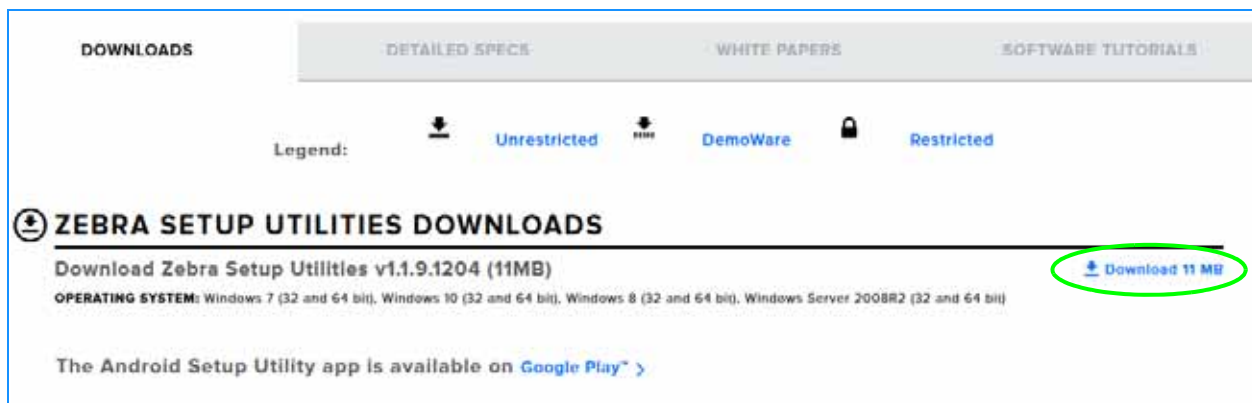 DOWNLOADS DETAILED SPECS WHITE PAPERS SOFTWARE TUTORIALS
Legend: Unrestricted DemoWare Restricted
ZEBRA SETUP UTILITIES DOWNLOADS
Download Zebra Setup Utilities v1.1.9.1204 (11MB) Download 11 MB
OPERATING SYSTEM: Windows 7 (32 and 64 bit), Windows 10 (32 and 64 bit), Windows 8 (32 and 64 bit), Windows Server 2008R2 (32 and 64 bit)
The Android Setup Utility app is available on Google Play™ >